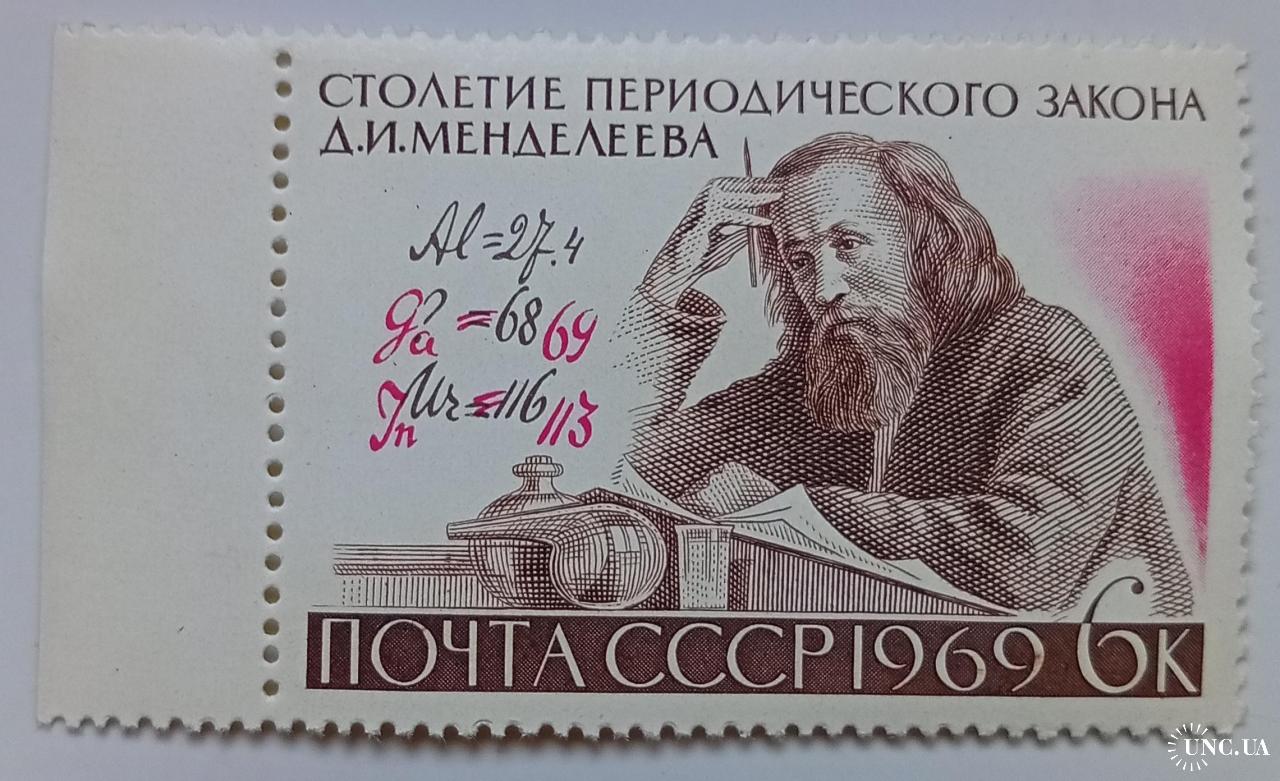 СТОЛЕТИЕ ПЕРИОДИЧЕСКОГО ЗАКОНА
Д.И.МЕНДЕЛЕЕВА
Al=27.4
Ga ?=68 69
In Ur=116 113
ПОЧТА СССР 1969 6к
UNC.UA